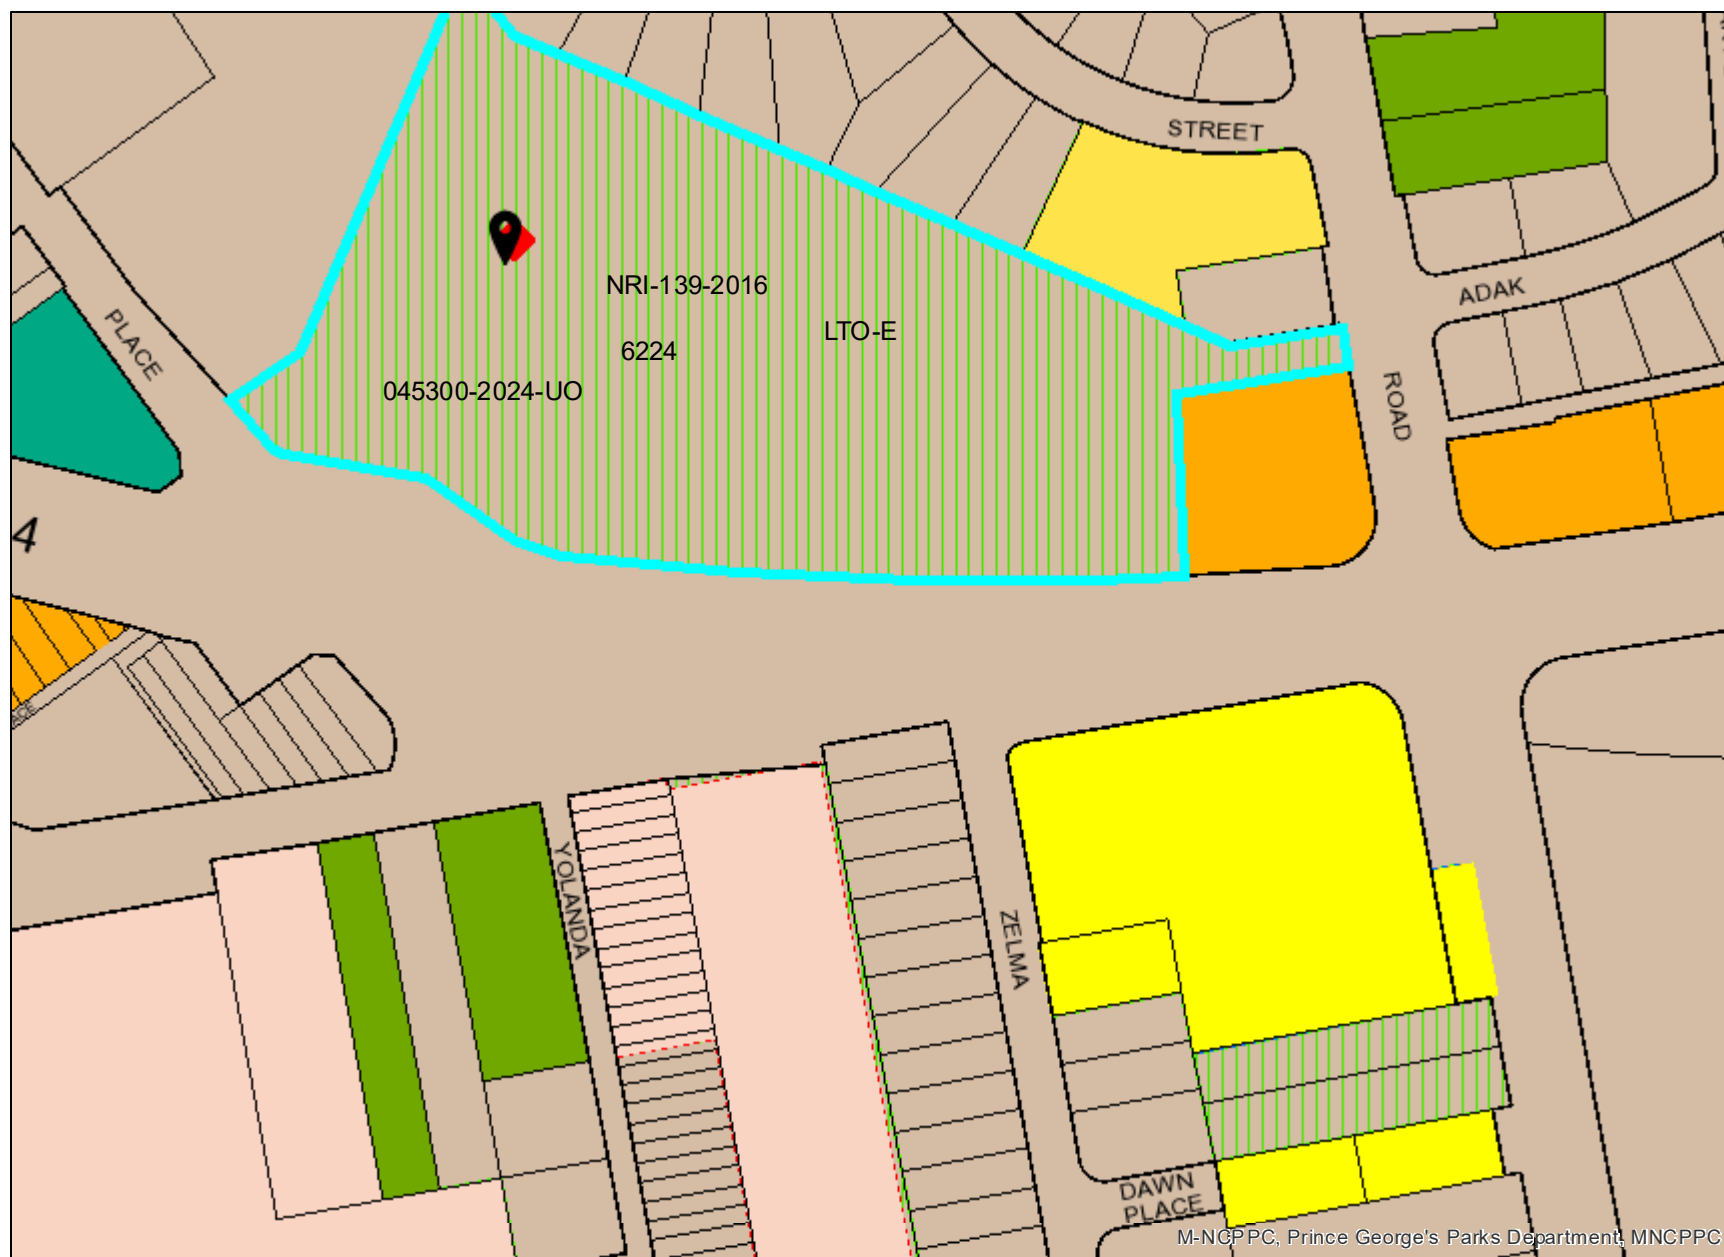 STREET
NRI-139-2016
ADAK
LTO-E
PLACE
6224
045300-2024-UO
ROAD
4
ACE
YOLANDA
ZELMA
DAWN
PLACE
M-NCPPC, Prince George's Parks Department, MNCPPC